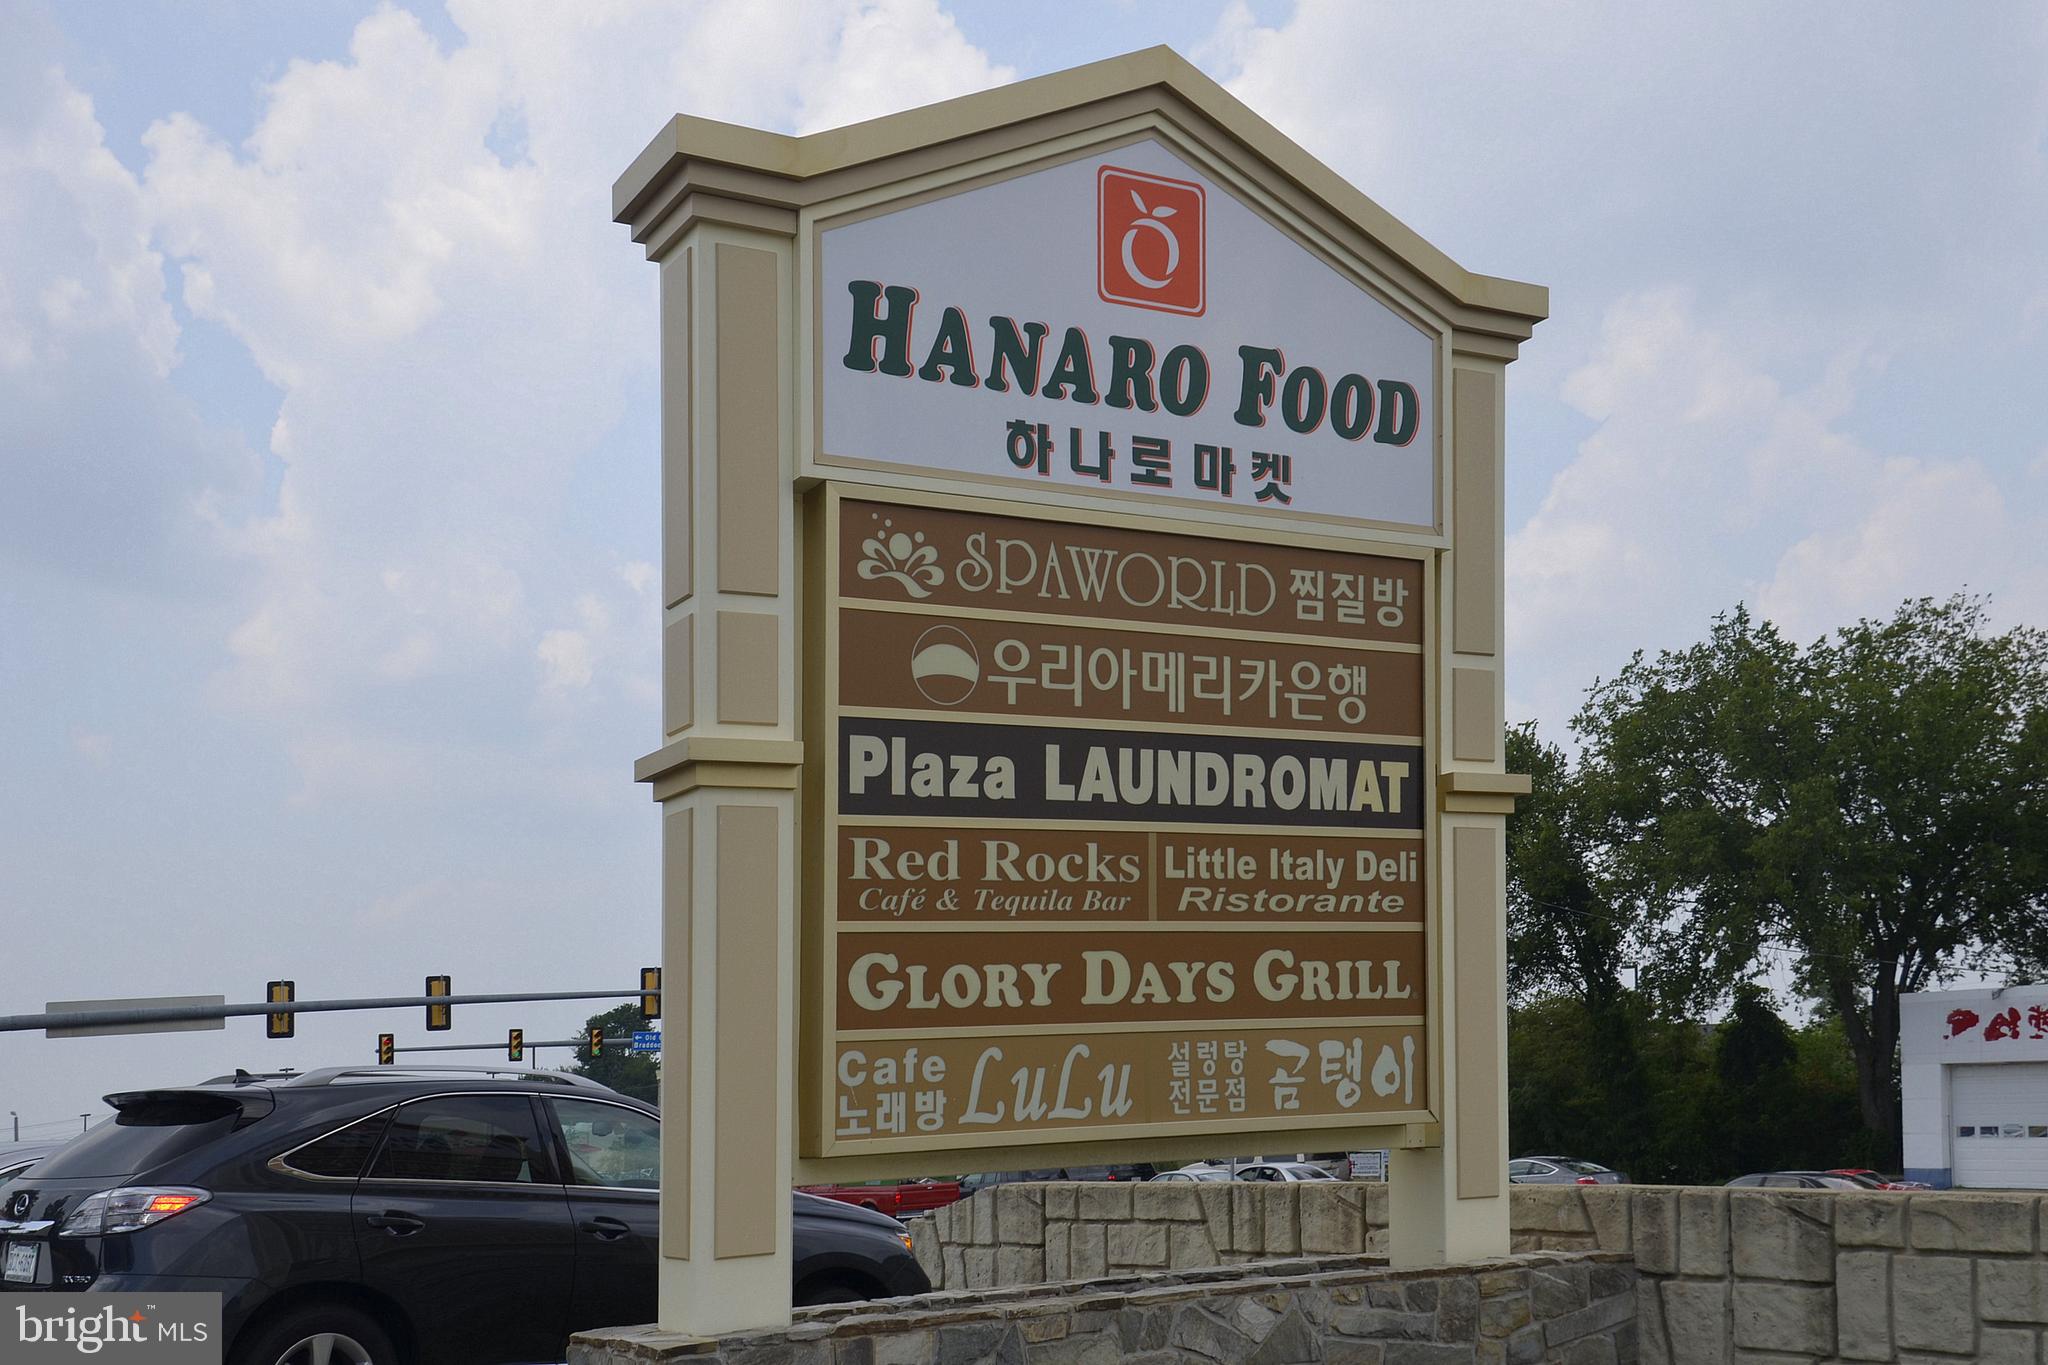 HANARO FOOD
하나로마켓
SPAWORLD 찜질방
우리아메리카은행
Plaza LAUNDROMAT
Red Rocks
Café & Tequila Bar
Little Italy Deli
Ristorante
GLORY DAYS GRILL
Cafe
노래방
LuLu
설렁탕
전문점
곰탱이
bright™ MLS